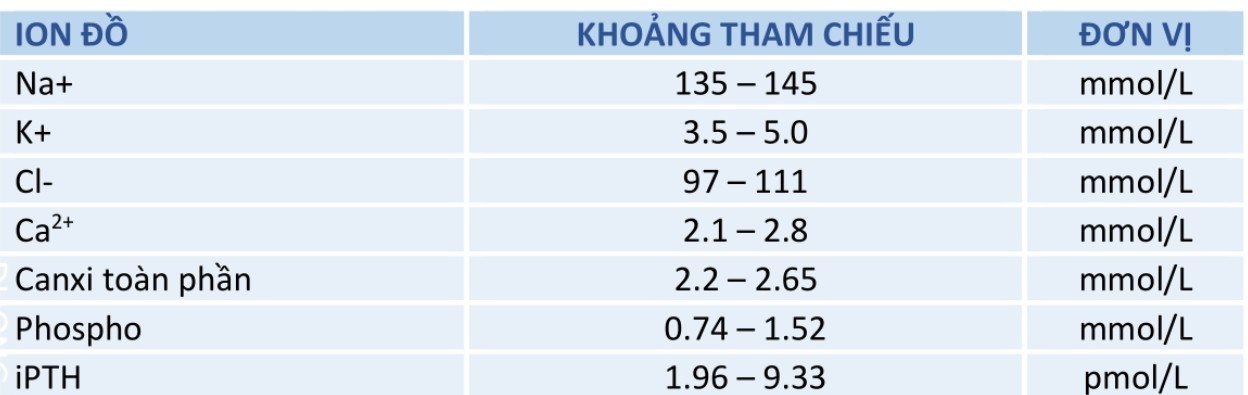 ION ĐỒ KHOẢNG THAM CHIẾU ĐƠN VỊ
Na+ 135 – 145 mmol/L
K+ 3.5 – 5.0 mmol/L
Cl- 97 – 111 mmol/L
Ca²⁺ 2.1 – 2.8 mmol/L
Canxi toàn phần 2.2 – 2.65 mmol/L
Phospho 0.74 – 1.52 mmol/L
iPTH 1.96 – 9.33 pmol/L